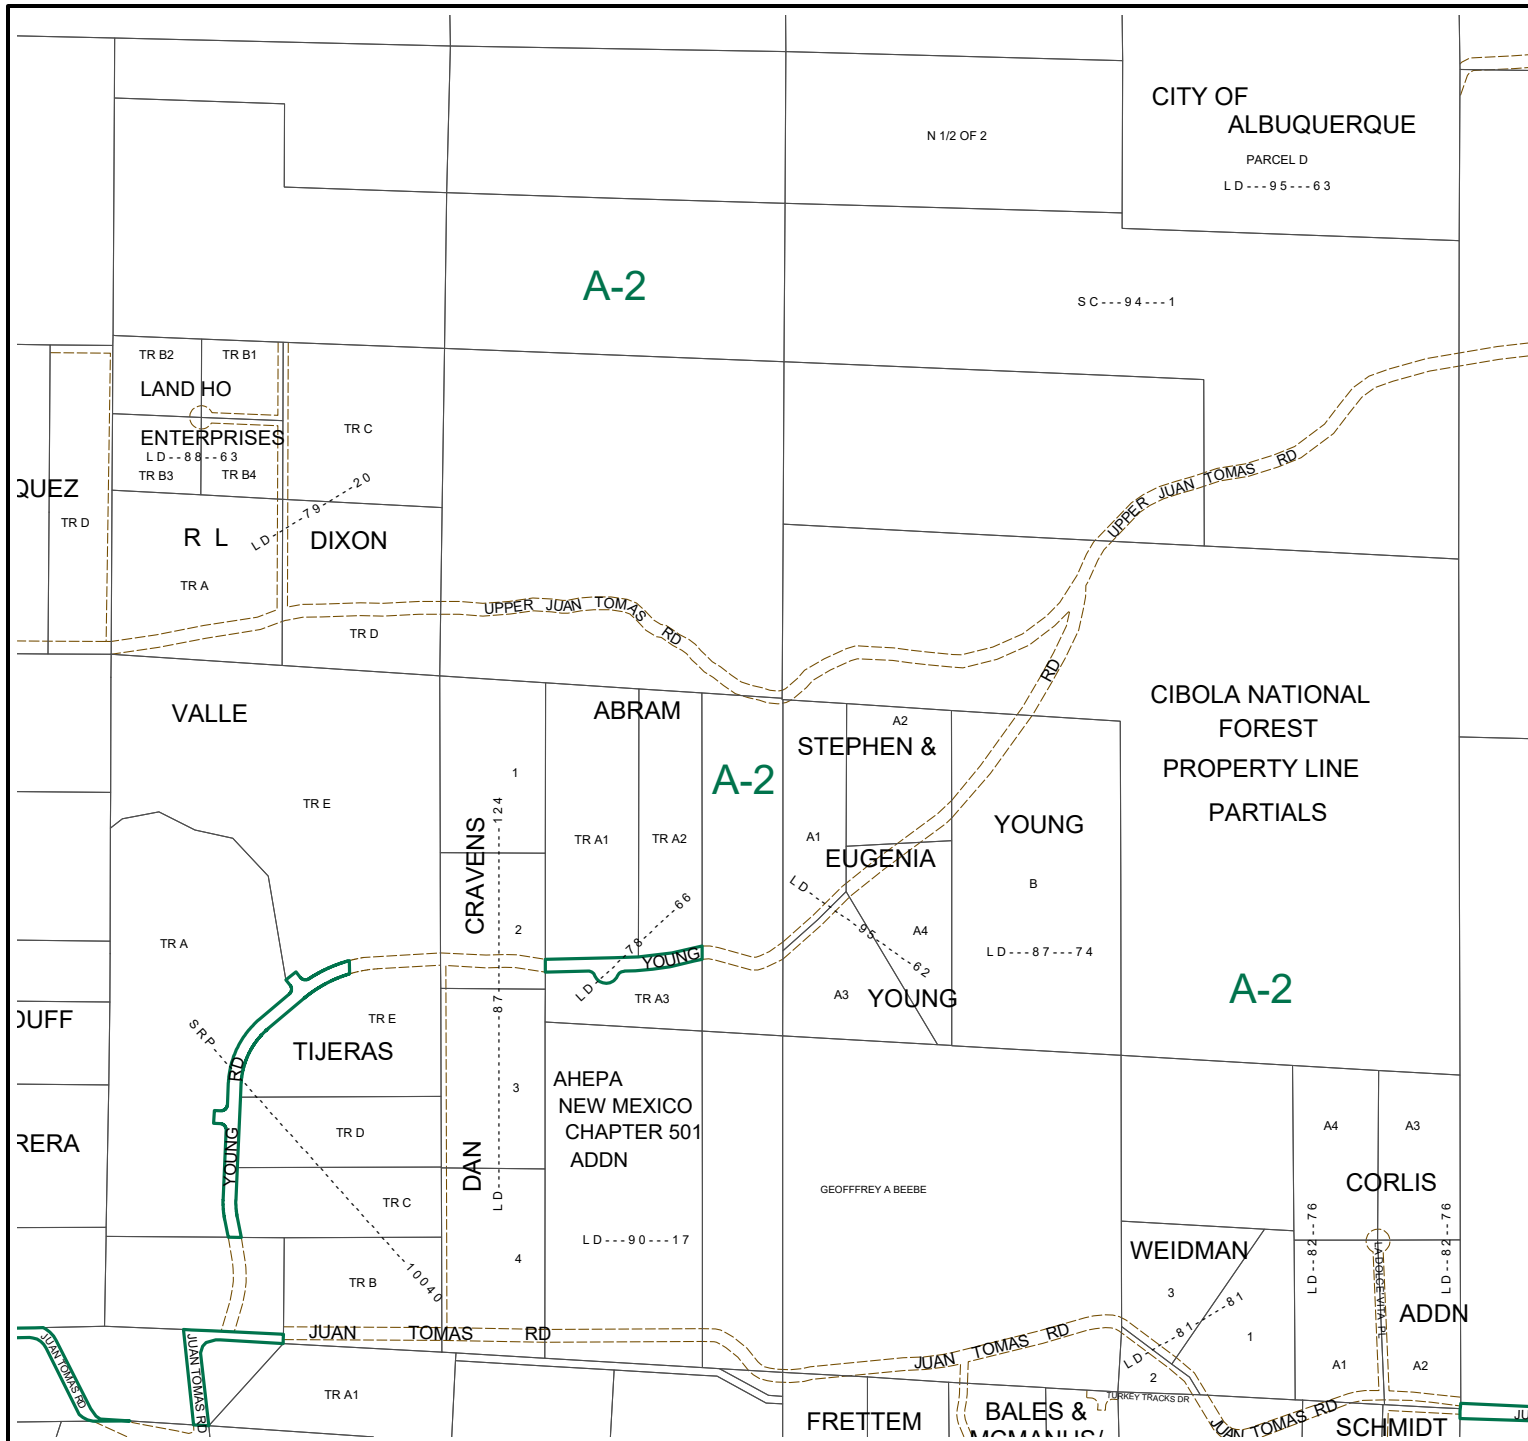 CITY OF
ALBUQUERQUE
N 1/2 OF 2
PARCEL D
LD---95---63
A-2
SC---94---1
TR B2
TR B1
LAND HO
ENTERPRISES
LD--88--63
TR B3
TR B4
TR C
LD-----79-----20
QUEZ
TR D
R L
DIXON
TR A
TR D
UPPER JUAN TOMAS RD
UPPER JUAN TOMAS RD
RD
VALLE
ABRAM
A2
STEPHEN &
CIBOLA NATIONAL
FOREST
PROPERTY LINE
PARTIALS
1
A-2
TR E
CRAVENS
TR A1
TR A2
A1
EUGENIA
YOUNG
B
LD---87---74
LD-----95-----62
A4
2
TR A
LD-----78-----66
YOUNG
TR A3
A3
YOUNG
A-2
LD--------87--------124
DUFF
SRP--------10040
TR E
TIJERAS
YOUNG RD
AHEPA
NEW MEXICO
CHAPTER 501
ADDN
3
RERA
TR D
DAN
A4
A3
CORLIS
GEOFFFREY A BEEBE
TR C
LD---90---17
4
WEIDMAN
LD---82---76
LD---82---76
LA DOLCE VITA PL
TR B
3
LD-----81-----81
1
ADDN
JUAN TOMAS RD
JUAN TOMAS RD
JUAN TOMAS RD
JUAN TOMAS RD
2
A1
A2
TR A1
TURKEY TRACKS DR
JUAN TOMAS RD
JU
FRETTEM
BALES &
MCMANUS/
SCHMIDT